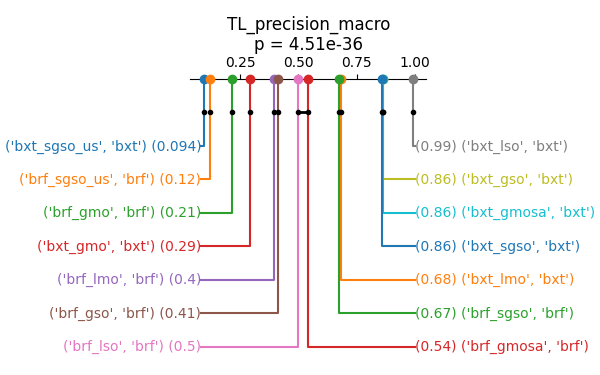 TL_precision_macro
p = 4.51e-36
0.25 0.50 0.75 1.00
('bxt_sgso_us', 'bxt') (0.094) (0.99) ('bxt_lso', 'bxt')
('brf_sgso_us', 'brf') (0.12) (0.86) ('bxt_gso', 'bxt')
('brf_gmo', 'brf') (0.21) (0.86) ('bxt_gmosa', 'bxt')
('bxt_gmo', 'bxt') (0.29) (0.86) ('bxt_sgso', 'bxt')
('brf_lmo', 'brf') (0.4) (0.68) ('bxt_lmo', 'bxt')
('brf_gso', 'brf') (0.41) (0.67) ('brf_sgso', 'brf')
('brf_lso', 'brf') (0.5) (0.54) ('brf_gmosa', 'brf')